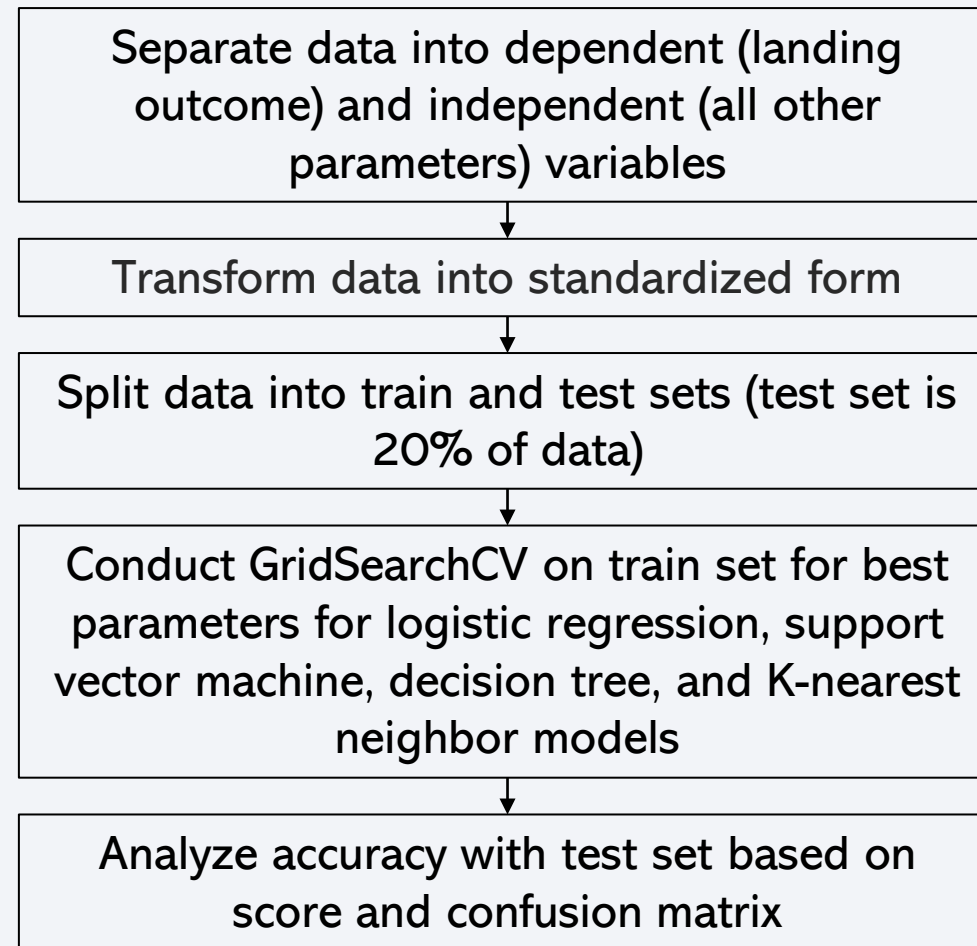 Separate data into dependent (landing
outcome) and independent (all other
parameters) variables
Transform data into standardized form
Split data into train and test sets (test set is
20% of data)
Conduct GridSearchCV on train set for best
parameters for logistic regression, support
vector machine, decision tree, and K-nearest
neighbor models
Analyze accuracy with test set based on
score and confusion matrix